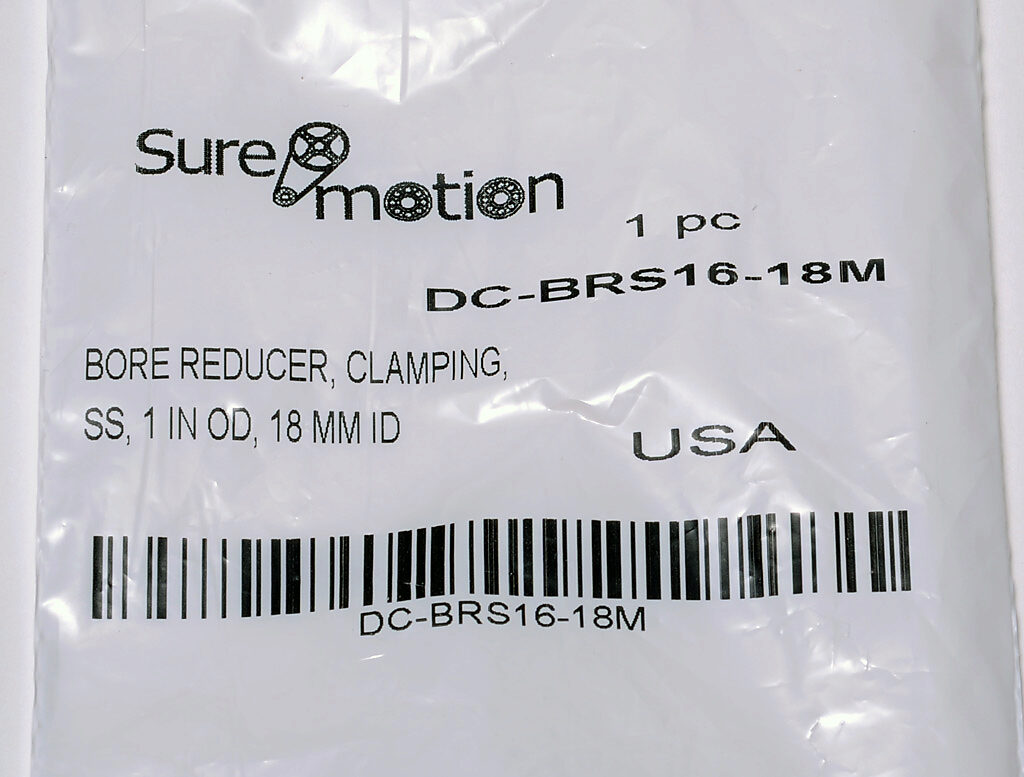 Sure motion
1 pc
DC-BRS16-18M
BORE REDUCER, CLAMPING,
SS, 1 IN OD, 18 MM ID
USA
DC-BRS16-18M